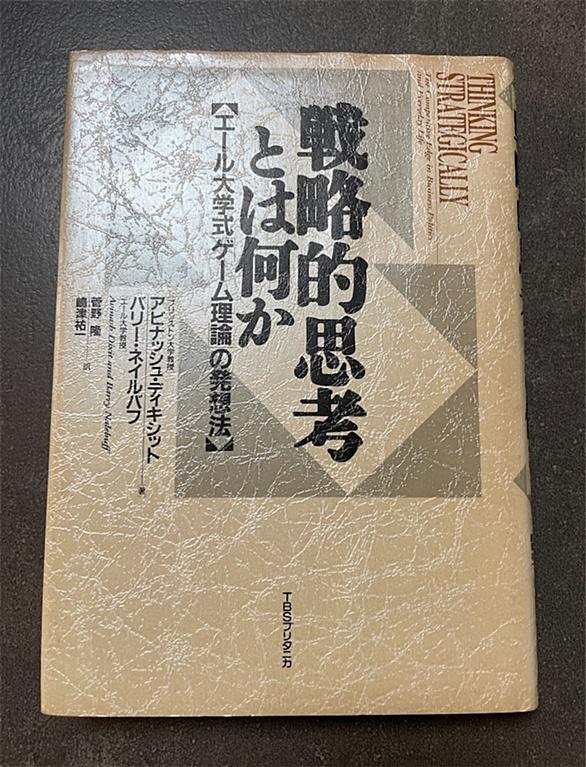 THINKING
STRATEGICALLY
The Competitive Edge in Business, Politics,
and Everyday Life
戦略的思考
とは何か
【エール大学式「ゲーム理論」の発想法】
プリンストン大学教授
アビナッシュ・ディキシット
バリー・ネイルバフ
エール大学教授
著
Avinash Dixit and Barry Nalebuff
菅野 隆
嶋津祐一
訳
TBSブリタニカ